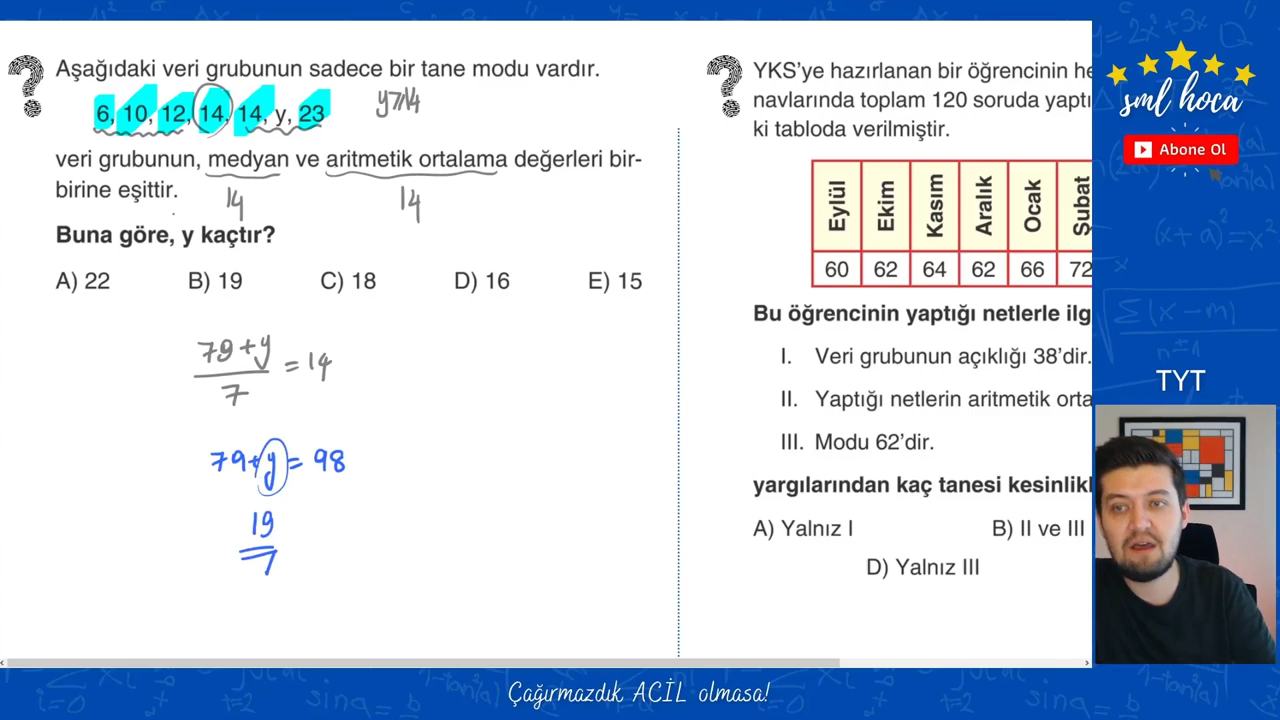 Aşağıdaki veri grubunun sadece bir tane modu vardır.
6, 10, 12, 14, 14, y, 23
y≥14
veri grubunun, medyan ve aritmetik ortalama değerleri bir-
birine eşittir.
14
14
Buna göre, y kaçtır?
A) 22 B) 19 C) 18 D) 16 E) 15
79+y
7
= 14
79+y = 98
19
YKS'ye hazırlanan bir öğrencinin he
navlarında toplam 120 soruda yaptı
ki tabloda verilmiştir.
Eylül Ekim Kasım Aralık Ocak Şubat
60 62 64 62 66 72
Bu öğrencinin yaptığı netlerle ilg
I. Veri grubunun açıklığı 38'dir.
II. Yaptığı netlerin aritmetik orta
III. Modu 62'dir.
yargılarından kaç tanesi kesinlikl
A) Yalnız I B) II ve III
D) Yalnız III
sml hoca
Abone Ol
TYT
Çağırmazdık ACİL olmasa!